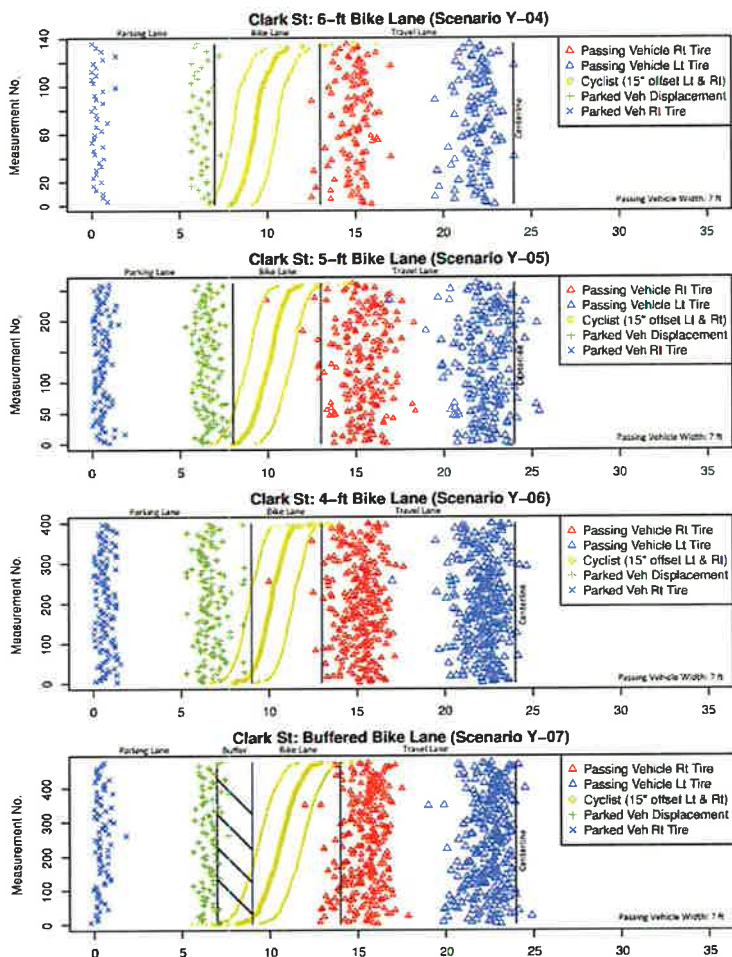 Clark St: 6-ft Bike Lane (Scenario Y-04)
Parking Lane Bike Lane Travel Lane
Measurement No.
0 20 60 100 140
Centerline
Passing Vehicle Rt Tire
Passing Vehicle Lt Tire
Cyclist (15" offset Lt & Rt)
Parked Veh Displacement
Parked Veh Rt Tire
Passing Vehicle Width: 7 ft
0 5 10 15 20 25 30 35
Clark St: 5-ft Bike Lane (Scenario Y-05)
Parking Lane Bike Lane Travel Lane
Measurement No.
0 50 100 200
Centerline
Passing Vehicle Rt Tire
Passing Vehicle Lt Tire
Cyclist (15" offset Lt & Rt)
Parked Veh Displacement
Parked Veh Rt Tire
Passing Vehicle Width: 7 ft
0 5 10 15 20 25 30 35
Clark St: 4-ft Bike Lane (Scenario Y-06)
Parking Lane Bike Lane Travel Lane
Measurement No.
0 100 200 300 400
Centerline
Passing Vehicle Rt Tire
Passing Vehicle Lt Tire
Cyclist (15" offset Lt & Rt)
Parked Veh Displacement
Parked Veh Rt Tire
Passing Vehicle Width: 7 ft
0 5 10 15 20 25 30 35
Clark St: Buffered Bike Lane (Scenario Y-07)
Parking Lane Buffer Bike Lane Travel Lane
Measurement No.
0 100 200 300 400
Centerline
Passing Vehicle Rt Tire
Passing Vehicle Lt Tire
Cyclist (15" offset Lt & Rt)
Parked Veh Displacement
Parked Veh Rt Tire
Passing Vehicle Width: 7 ft
0 5 10 15 20 25 30 35